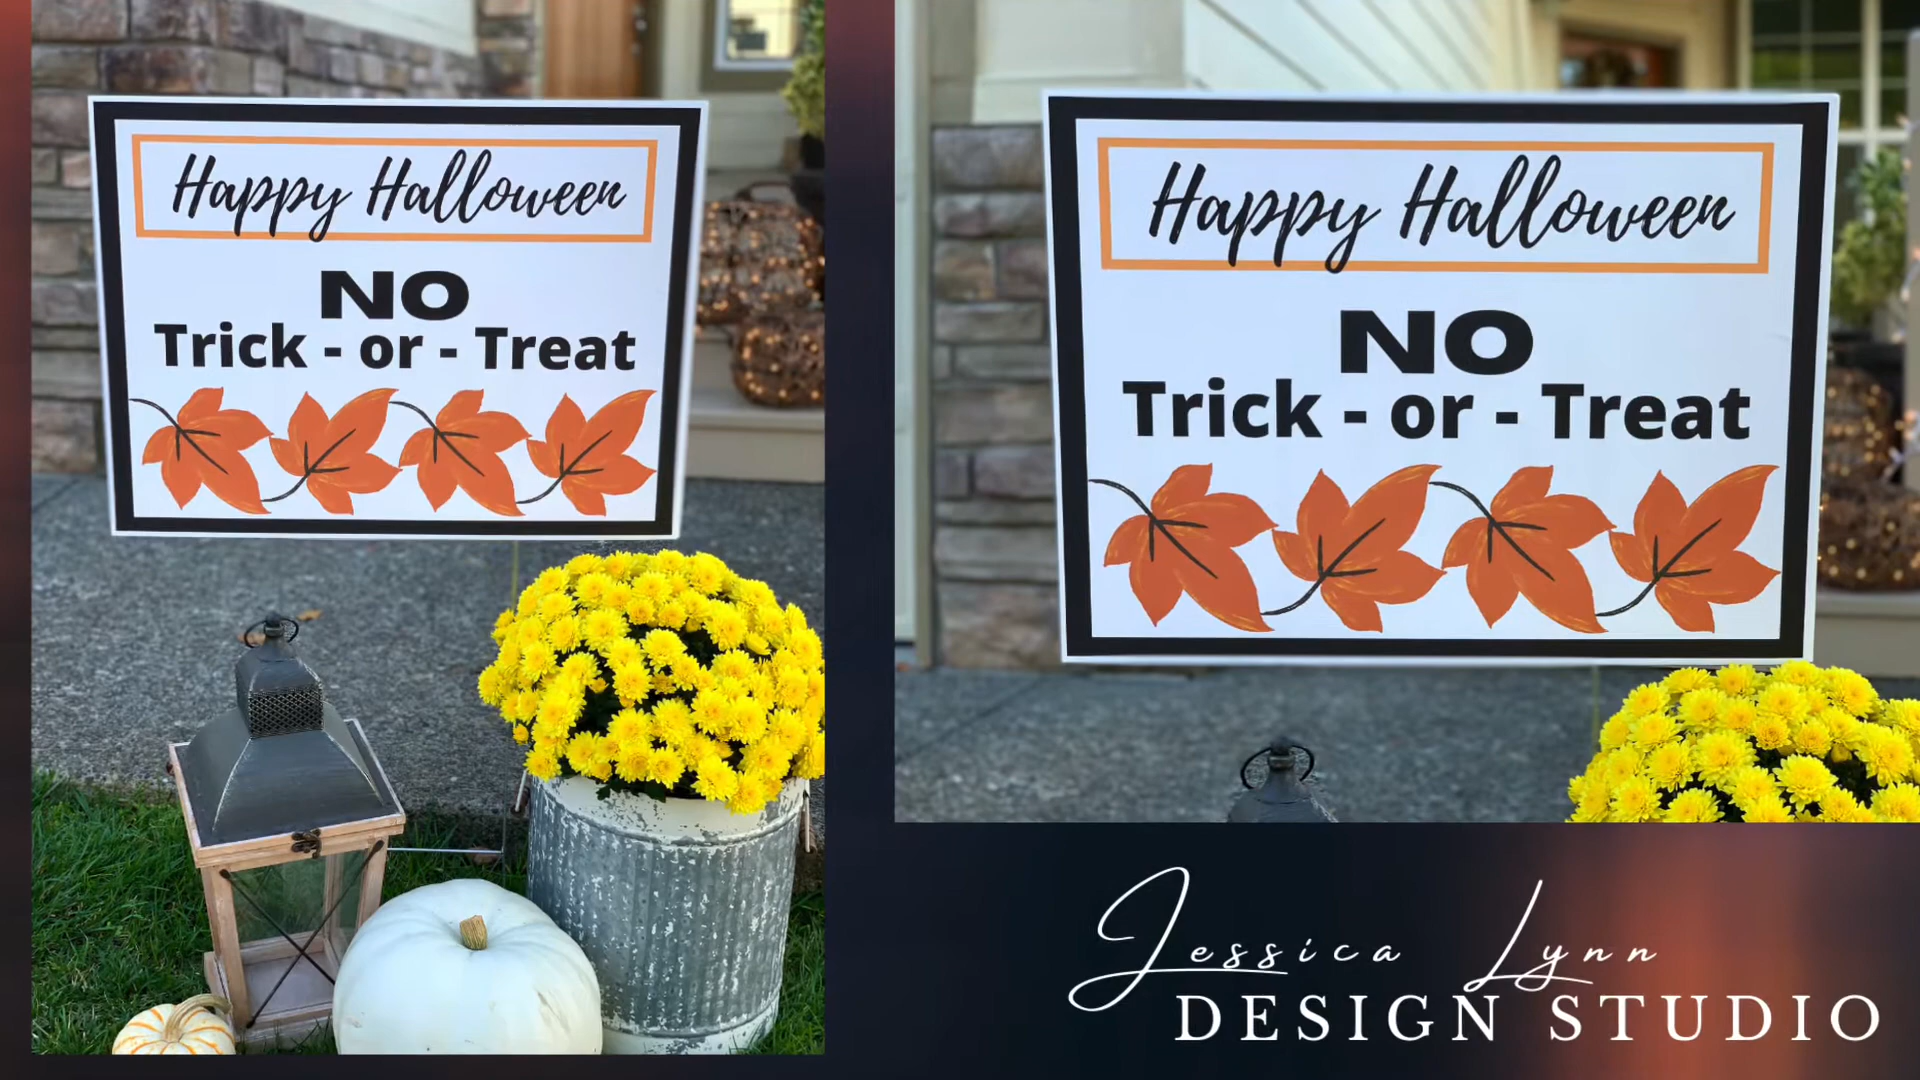 Happy Halloween
NO
Trick - or - Treat
Happy Halloween
NO
Trick - or - Treat
Jessica Lynn
DESIGN STUDIO